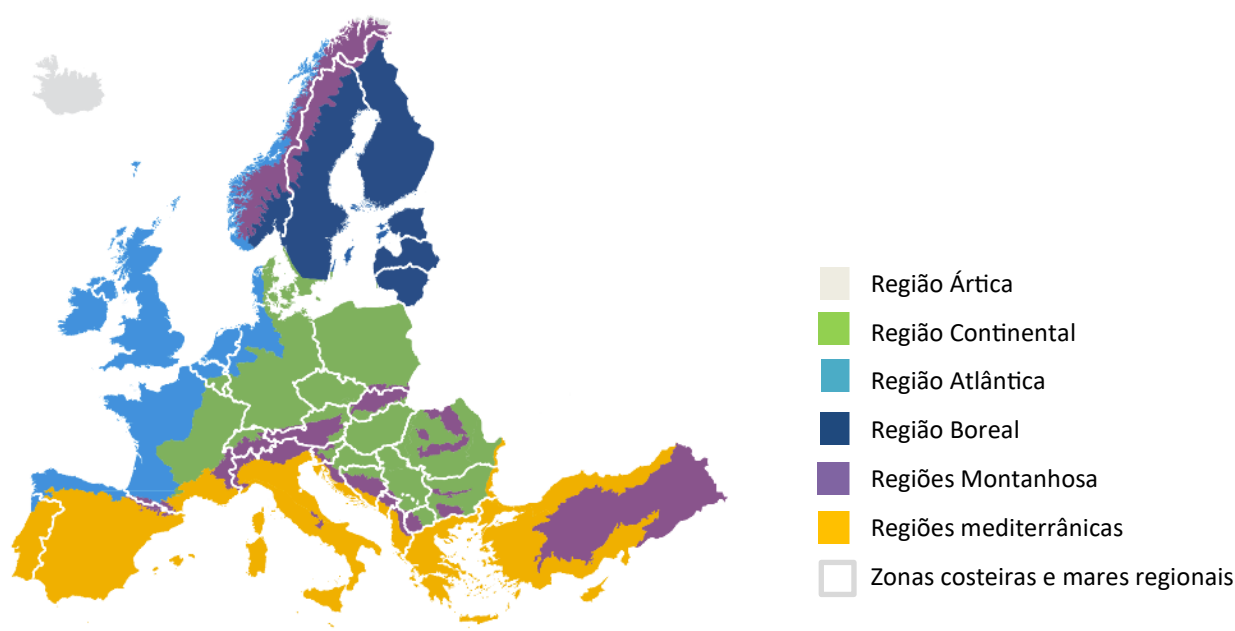 Região Ártica
Região Continental
Região Atlântica
Região Boreal
Regiões Montanhosa
Regiões mediterrânicas
Zonas costeiras e mares regionais